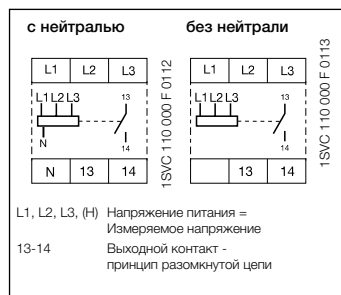 с нейтралью
без нейтрали
L1 L2 L3
L1 L2 L3
13
N
14
N 13 14
1SVC 110 000 F 0112
L1 L2 L3
L1 L2 L3
13
14
13 14
1SVC 110 000 F 0113
L1, L2, L3, (H) Напряжение питания =
Измеряемое напряжение
13-14 Выходной контакт -
принцип разомкнутой цепи